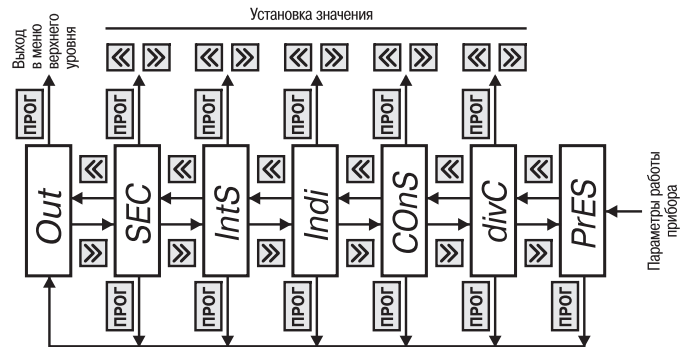 Установка значения
Выход
в меню
верхнего
уровня
ПРОГ
ПРОГ
ПРОГ
ПРОГ
ПРОГ
ПРОГ
Out
SEC
IntS
Indi
COnS
divC
PrES
Параметры работы
прибора
ПРОГ
ПРОГ
ПРОГ
ПРОГ
ПРОГ
ПРОГ